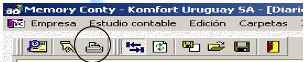 Memory Conty - Komfort Uruguay SA - [Diari
Empresa Estudio contable Edición Carpetas